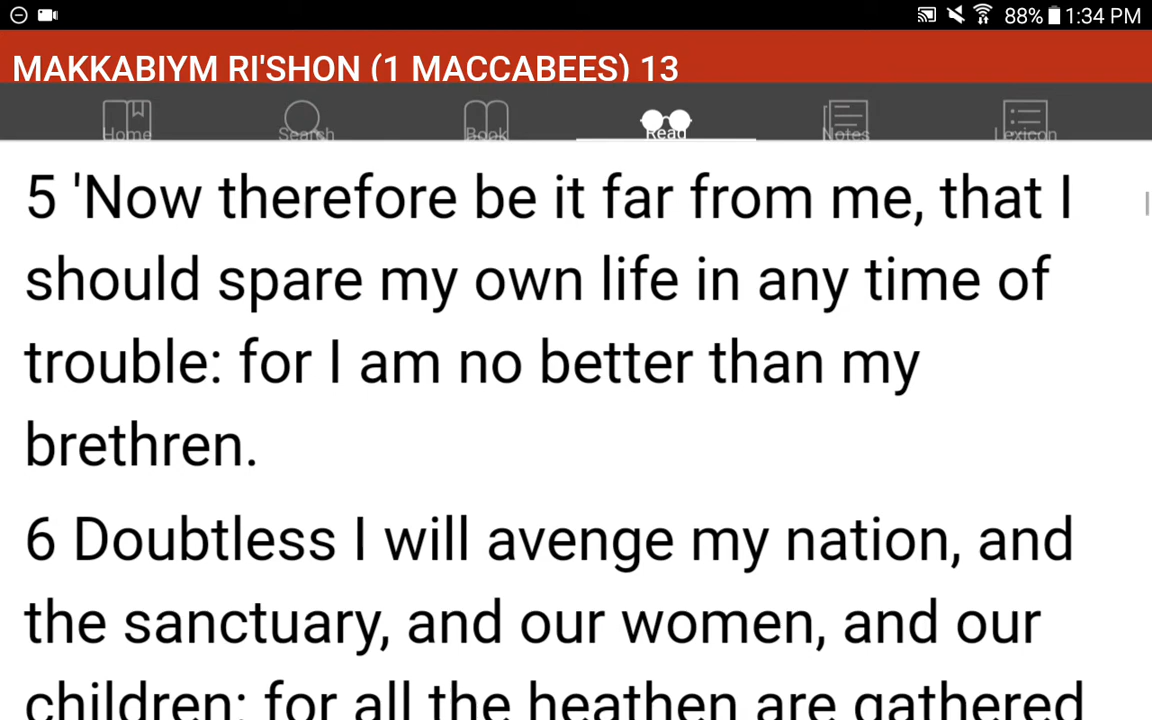 88% 1:34 PM
MAKKABIYM RI'SHON (1 MACCABEES) 13
Home Search Book Read Notes Lexicon
5 'Now therefore be it far from me, that I
should spare my own life in any time of
trouble: for I am no better than my
brethren.
6 Doubtless I will avenge my nation, and
the sanctuary, and our women, and our
children: for all the heathen are gathered